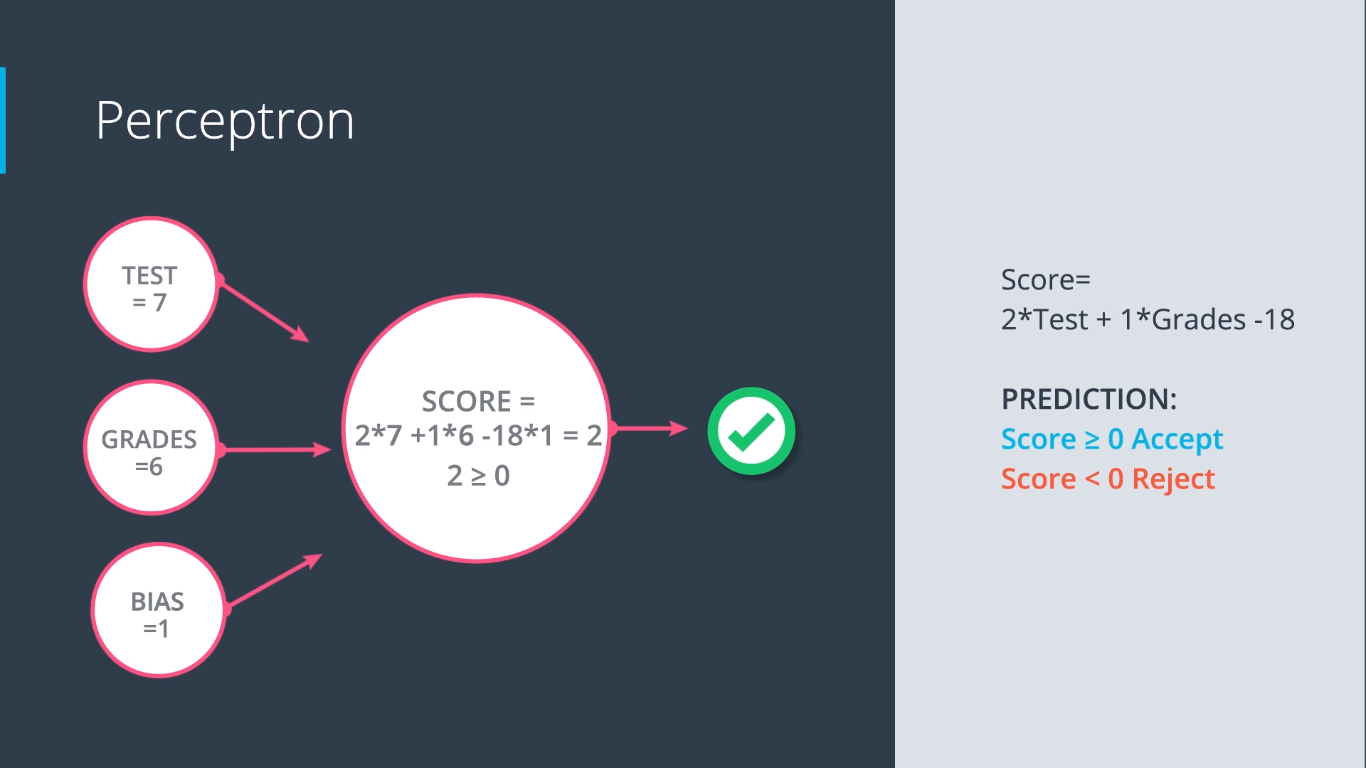 Perceptron
TEST
= 7
GRADES
=6
BIAS
=1
SCORE =
2*7 +1*6 -18*1 = 2
2 ≥ 0
Score=
2*Test + 1*Grades -18
PREDICTION:
Score ≥ 0 Accept
Score < 0 Reject